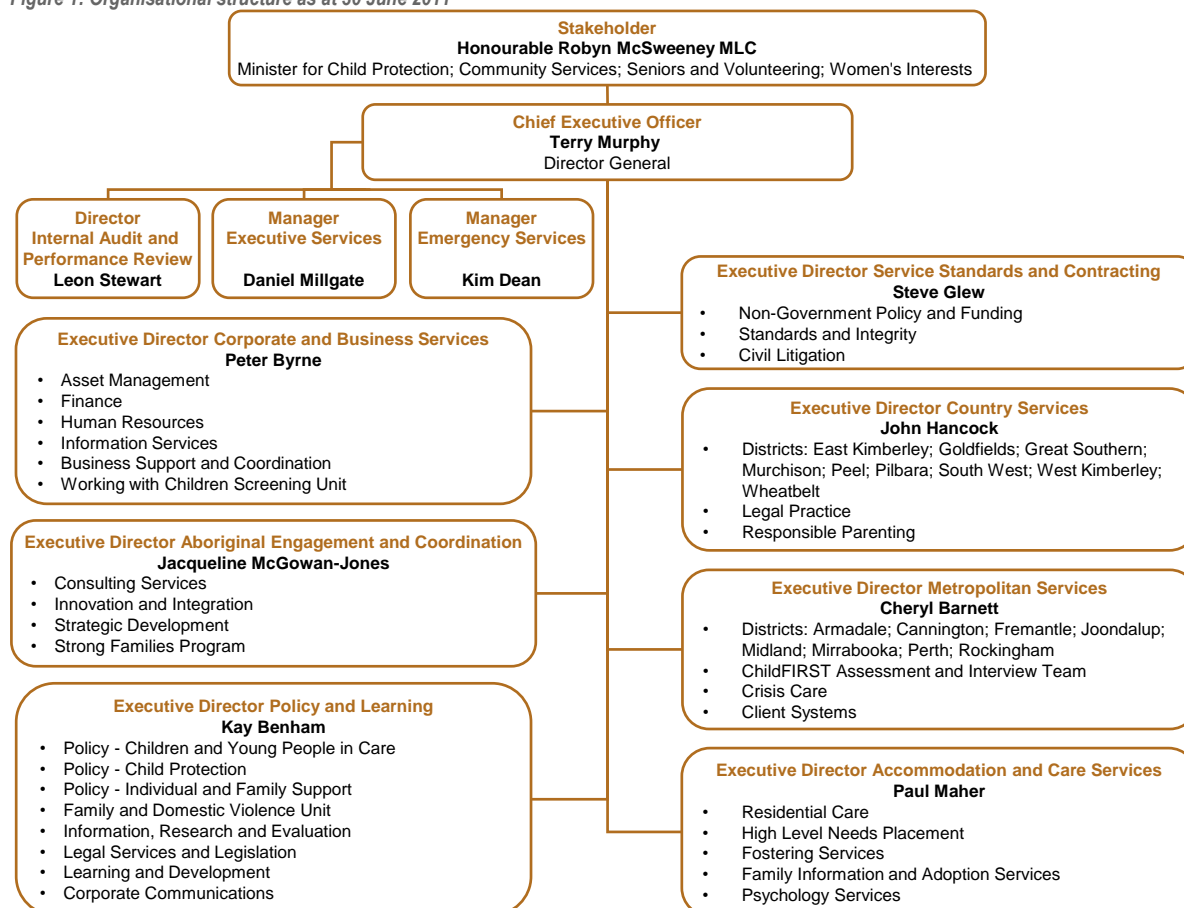 Figure 1: Organisational structure as at 30 June 2011
Stakeholder
Honourable Robyn McSweeney MLC
Minister for Child Protection; Community Services; Seniors and Volunteering; Women's Interests
Chief Executive Officer
Terry Murphy
Director General
Director
Internal Audit and
Performance Review
Leon Stewart
Manager
Executive Services
Daniel Millgate
Manager
Emergency Services
Kim Dean
Executive Director Corporate and Business Services
Peter Byrne
• Asset Management
• Finance
• Human Resources
• Information Services
• Business Support and Coordination
• Working with Children Screening Unit
Executive Director Aboriginal Engagement and Coordination
Jacqueline McGowan-Jones
• Consulting Services
• Innovation and Integration
• Strategic Development
• Strong Families Program
Executive Director Policy and Learning
Kay Benham
• Policy - Children and Young People in Care
• Policy - Child Protection
• Policy - Individual and Family Support
• Family and Domestic Violence Unit
• Information, Research and Evaluation
• Legal Services and Legislation
• Learning and Development
• Corporate Communications
Executive Director Service Standards and Contracting
Steve Glew
• Non-Government Policy and Funding
• Standards and Integrity
• Civil Litigation
Executive Director Country Services
John Hancock
• Districts: East Kimberley; Goldfields; Great Southern;
Murchison; Peel; Pilbara; South West; West Kimberley;
Wheatbelt
• Legal Practice
• Responsible Parenting
Executive Director Metropolitan Services
Cheryl Barnett
• Districts: Armadale; Cannington; Fremantle; Joondalup;
Midland; Mirrabooka; Perth; Rockingham
• ChildFIRST Assessment and Interview Team
• Crisis Care
• Client Systems
Executive Director Accommodation and Care Services
Paul Maher
• Residential Care
• High Level Needs Placement
• Fostering Services
• Family Information and Adoption Services
• Psychology Services